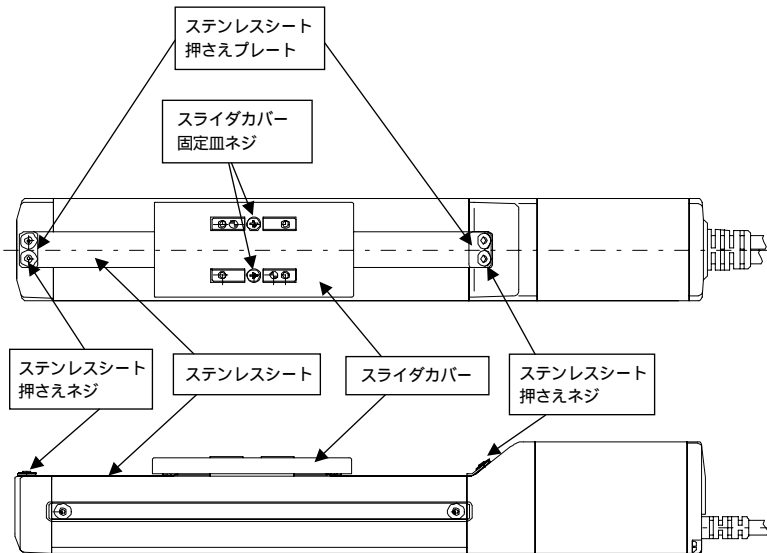 ステンレスシート
押さえプレート
スライダカバー
固定皿ネジ
ステンレスシート
押さえネジ
ステンレスシート
スライダカバー
ステンレスシート
押さえネジ